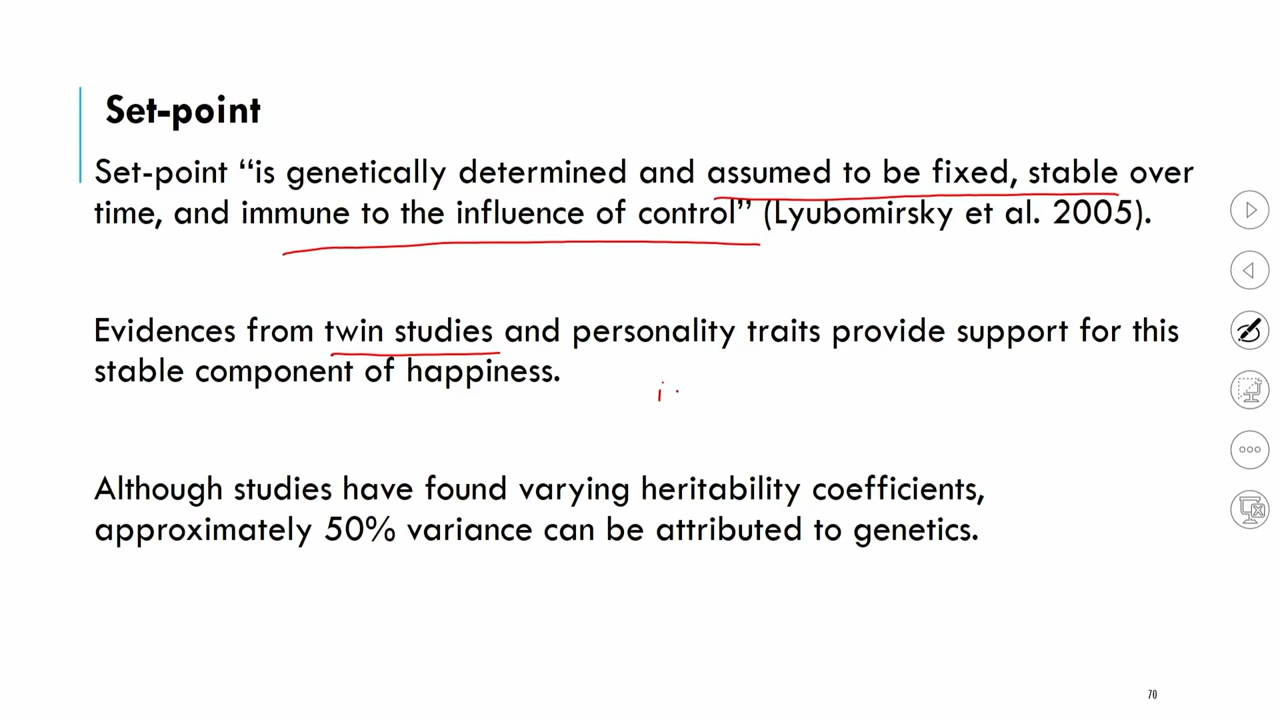 Set-point
Set-point “is genetically determined and assumed to be fixed, stable over
time, and immune to the influence of control” (Lyubomirsky et al. 2005).
Evidences from twin studies and personality traits provide support for this
stable component of happiness.
Although studies have found varying heritability coefficients,
approximately 50% variance can be attributed to genetics.
70